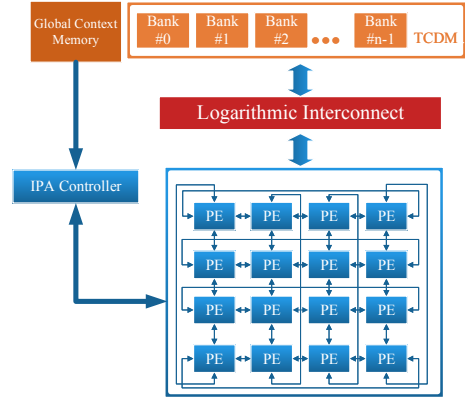 Global Context
Memory
Bank
#0
Bank
#1
Bank
#2
Bank
#n-1
TCDM
Logarithmic Interconnect
IPA Controller
PE PE PE PE
PE PE PE PE
PE PE PE PE
PE PE PE PE